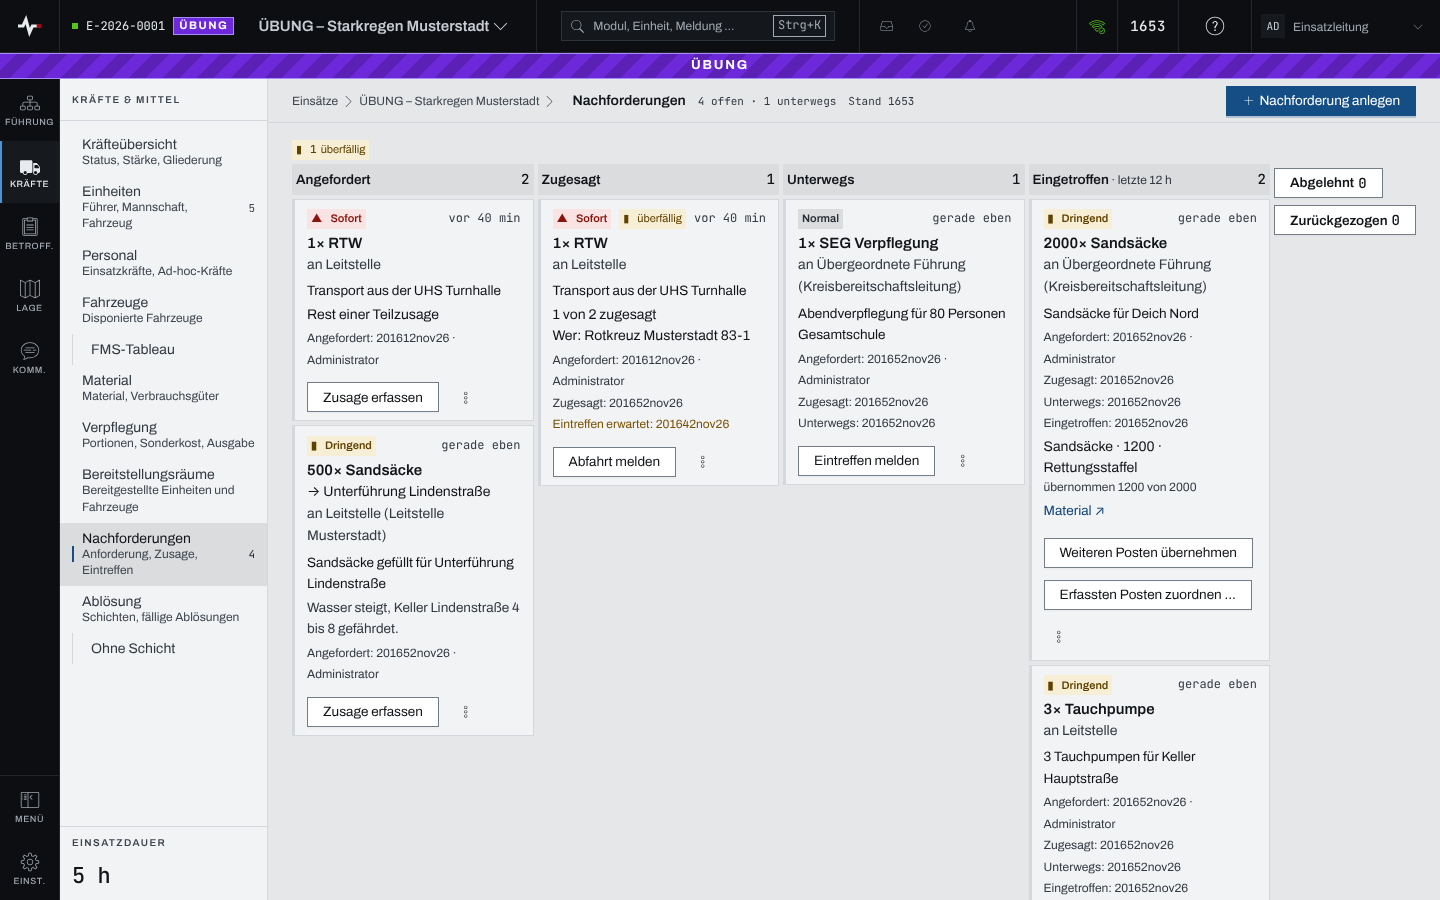 E-2026-0001 ÜBUNG ÜBUNG – Starkregen Musterstadt Modul, Einheit, Meldung ... Strg+K 1653 ? AD Einsatzleitung
ÜBUNG
FÜHRUNG
KRÄFTE
BETROFF.
LAGE
KOMM.
MENÜ
EINST.
KRÄFTE & MITTEL
Kräfteübersicht
Status, Stärke, Gliederung
Einheiten
Führer, Mannschaft, 5
Fahrzeug
Personal
Einsatzkräfte, Ad-hoc-Kräfte
Fahrzeuge
Disponierte Fahrzeuge
FMS-Tableau
Material
Material, Verbrauchsgüter
Verpflegung
Portionen, Sonderkost, Ausgabe
Bereitstellungsräume
Bereitgestellte Einheiten und
Fahrzeuge
Nachforderungen
Anforderung, Zusage, 4
Eintreffen
Ablösung
Schichten, fällige Ablösungen
Ohne Schicht
EINSATZDAUER
5 h
Einsätze ÜBUNG – Starkregen Musterstadt Nachforderungen 4 offen · 1 unterwegs Stand 1653 + Nachforderung anlegen
1 überfällig
Angefordert 2
Sofort vor 40 min
1× RTW
an Leitstelle
Transport aus der UHS Turnhalle
Rest einer Teilzusage
Angefordert: 201612nov26 ·
Administrator
Zusage erfassen
Dringend gerade eben
500× Sandsäcke
→ Unterführung Lindenstraße
an Leitstelle (Leitstelle
Musterstadt)
Sandsäcke gefüllt für Unterführung
Lindenstraße
Wasser steigt, Keller Lindenstraße 4
bis 8 gefährdet.
Angefordert: 201652nov26 ·
Administrator
Zusage erfassen
Zugesagt 1
Sofort überfällig vor 40 min
1× RTW
an Leitstelle
Transport aus der UHS Turnhalle
1 von 2 zugesagt
Wer: Rotkreuz Musterstadt 83-1
Angefordert: 201612nov26 ·
Administrator
Zugesagt: 201652nov26
Eintreffen erwartet: 201642nov26
Abfahrt melden
Unterwegs 1
Normal gerade eben
1× SEG Verpflegung
an Übergeordnete Führung
(Kreisbereitschaftsleitung)
Abendverpflegung für 80 Personen
Gesamtschule
Angefordert: 201652nov26 ·
Administrator
Zugesagt: 201652nov26
Unterwegs: 201652nov26
Eintreffen melden
Eingetroffen · letzte 12 h 2
Dringend gerade eben
2000× Sandsäcke
an Übergeordnete Führung
(Kreisbereitschaftsleitung)
Sandsäcke für Deich Nord
Angefordert: 201652nov26 ·
Administrator
Zugesagt: 201652nov26
Unterwegs: 201652nov26
Eingetroffen: 201652nov26
Sandsäcke · 1200 ·
Rettungsstaffel
übernommen 1200 von 2000
Material ↗
Weiteren Posten übernehmen
Erfassten Posten zuordnen ...
Dringend gerade eben
3× Tauchpumpe
an Leitstelle
3 Tauchpumpen für Keller
Hauptstraße
Angefordert: 201652nov26 ·
Administrator
Zugesagt: 201652nov26
Unterwegs: 201652nov26
Eingetroffen: 201652nov26
Abgelehnt 0
Zurückgezogen 0